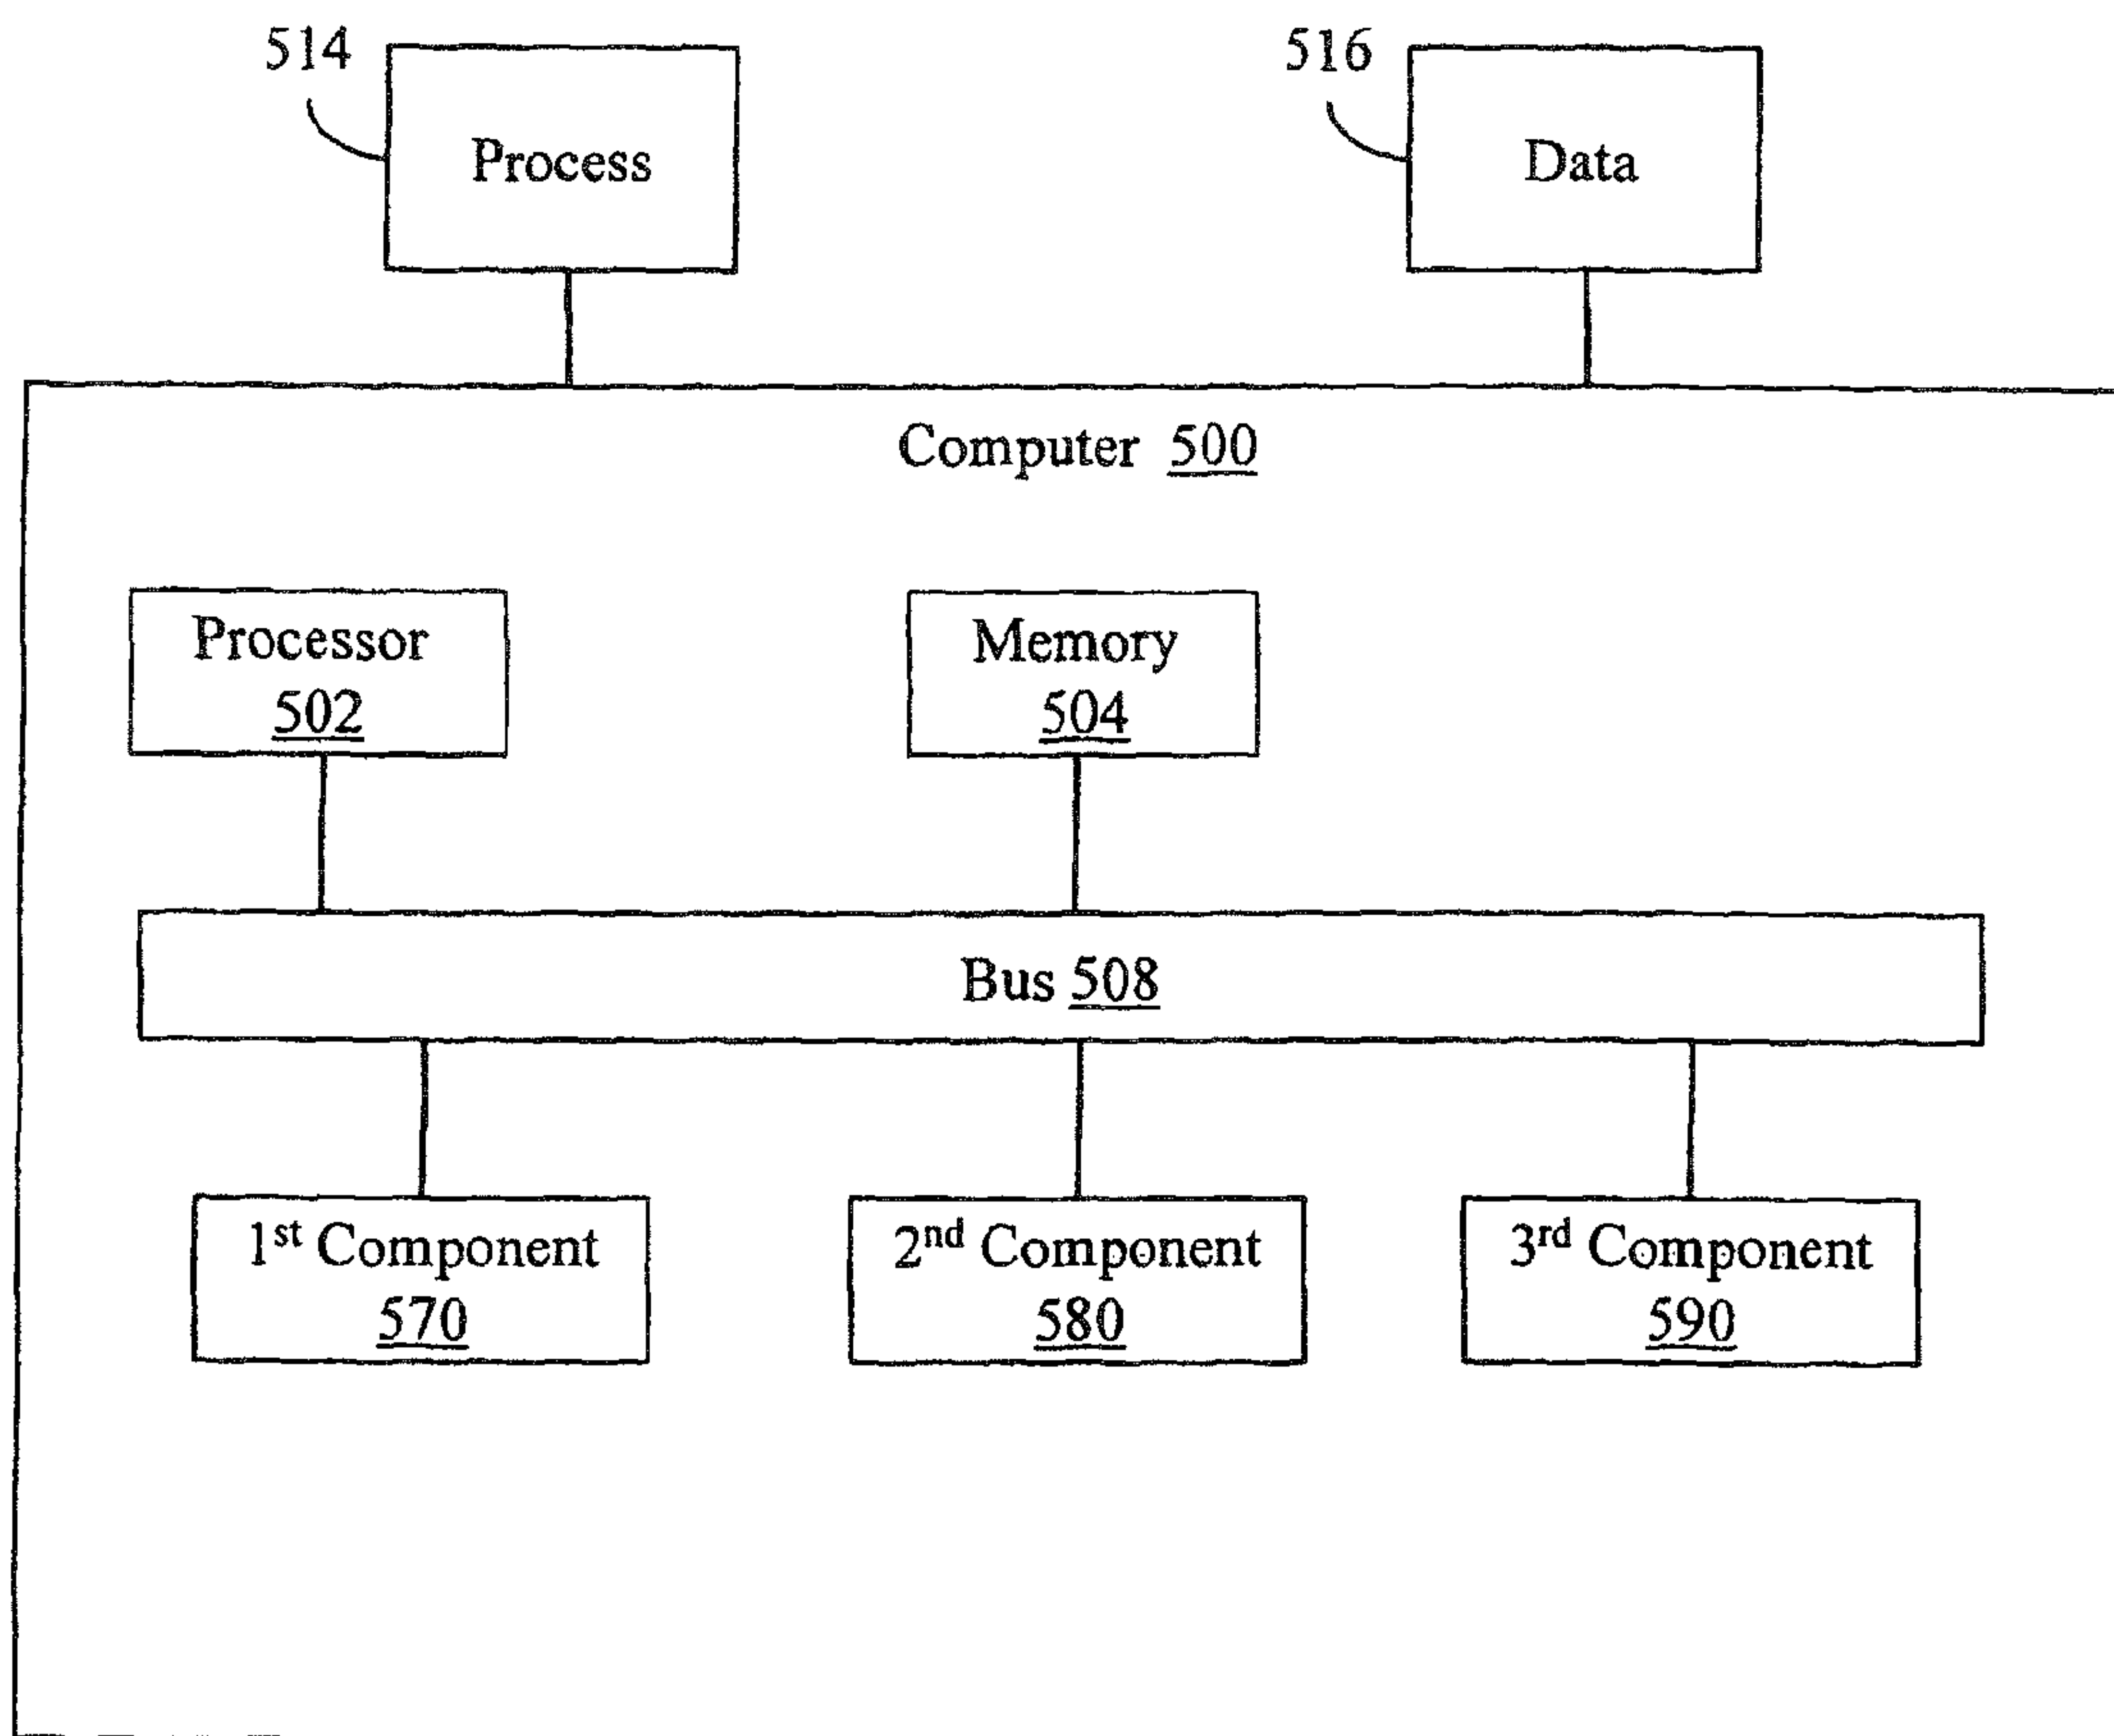 514
Process
516
Data
Computer 500
Processor
502
Memory
504
Bus 508
1st Component
570
2nd Component
580
3rd Component
590